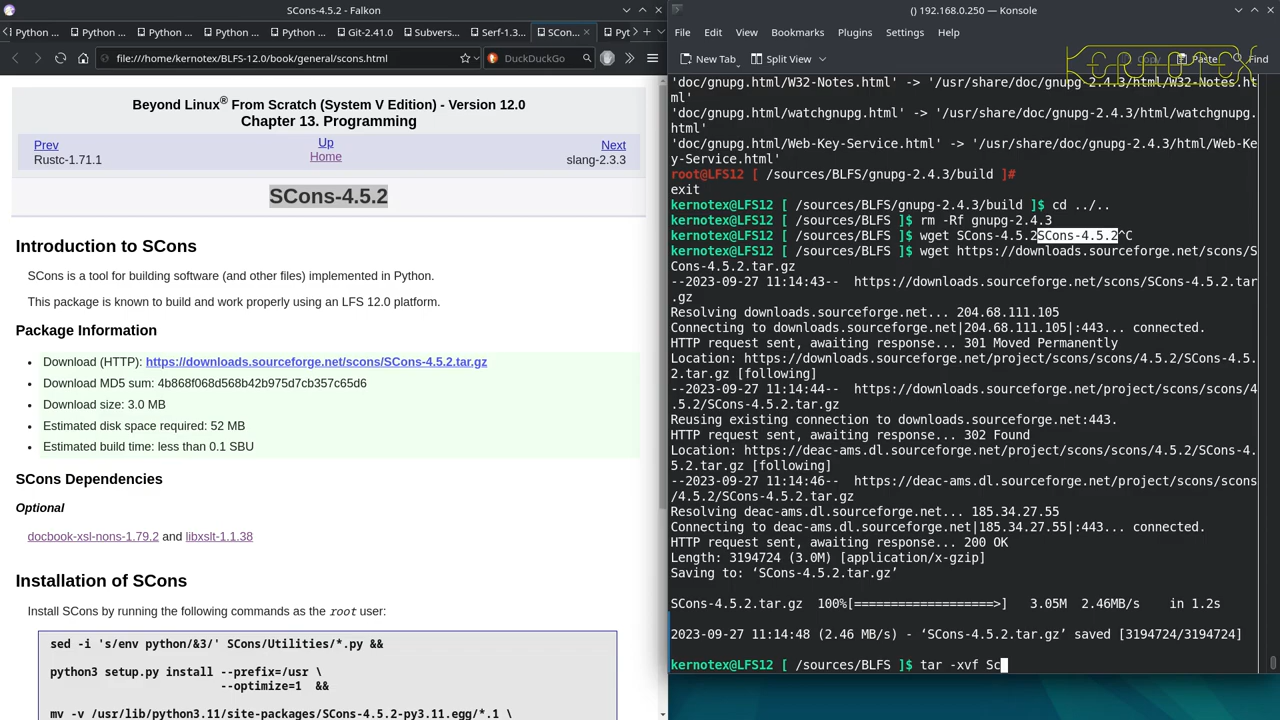 SCons-4.5.2 - Falkon
Python ...
Python ...
Python ...
Python ...
Python ...
Git-2.41.0
Subvers...
Serf-1.3...
SCon...
Pyt
file:///home/kernotex/BLFS-12.0/book/general/scons.html
DuckDuckGo
Beyond Linux® From Scratch (System V Edition) - Version 12.0
Chapter 13. Programming
Prev
Up
Next
Rustc-1.71.1
Home
slang-2.3.3
SCons-4.5.2
Introduction to SCons
SCons is a tool for building software (and other files) implemented in Python.
This package is known to build and work properly using an LFS 12.0 platform.
Package Information
• Download (HTTP): https://downloads.sourceforge.net/scons/SCons-4.5.2.tar.gz
• Download MD5 sum: 4b868f068d568b42b975d7cb357c65d6
• Download size: 3.0 MB
• Estimated disk space required: 52 MB
• Estimated build time: less than 0.1 SBU
SCons Dependencies
Optional
docbook-xsl-nons-1.79.2 and libxslt-1.1.38
Installation of SCons
Install SCons by running the following commands as the root user:
sed -i 's/env python/&3/' SCons/Utilities/*.py &&
python3 setup.py install --prefix=/usr \
--optimize=1 &&
mv -v /usr/lib/python3.11/site-packages/SCons-4.5.2-py3.11.egg/*.1 \
() 192.168.0.250 — Konsole
File Edit View Bookmarks Plugins Settings Help
New Tab
Split View
Copy
Paste
Find
KERNOTEX
'doc/gnupg.html/W32-Notes.html' -> '/usr/share/doc/gnupg-2.4.3/html/W32-Notes.ht
ml'
'doc/gnupg.html/watchgnupg.html' -> '/usr/share/doc/gnupg-2.4.3/html/watchgnupg.
html'
'doc/gnupg.html/Web-Key-Service.html' -> '/usr/share/doc/gnupg-2.4.3/html/Web-Ke
y-Service.html'
root@LFS12 [ /sources/BLFS/gnupg-2.4.3/build ]#
exit
kernotex@LFS12 [ /sources/BLFS/gnupg-2.4.3/build ]$ cd ../..
kernotex@LFS12 [ /sources/BLFS ]$ rm -Rf gnupg-2.4.3
kernotex@LFS12 [ /sources/BLFS ]$ wget SCons-4.5.2SCons-4.5.2^C
kernotex@LFS12 [ /sources/BLFS ]$ wget https://downloads.sourceforge.net/scons/S
Cons-4.5.2.tar.gz
--2023-09-27 11:14:43-- https://downloads.sourceforge.net/scons/SCons-4.5.2.tar
.gz
Resolving downloads.sourceforge.net... 204.68.111.105
Connecting to downloads.sourceforge.net|204.68.111.105|:443... connected.
HTTP request sent, awaiting response... 301 Moved Permanently
Location: https://downloads.sourceforge.net/project/scons/scons/4.5.2/SCons-4.5.
2.tar.gz [following]
--2023-09-27 11:14:44-- https://downloads.sourceforge.net/project/scons/scons/4
.5.2/SCons-4.5.2.tar.gz
Reusing existing connection to downloads.sourceforge.net:443.
HTTP request sent, awaiting response... 302 Found
Location: https://deac-ams.dl.sourceforge.net/project/scons/scons/4.5.2/SCons-4.
5.2.tar.gz [following]
--2023-09-27 11:14:46-- https://deac-ams.dl.sourceforge.net/project/scons/scons
/4.5.2/SCons-4.5.2.tar.gz
Resolving deac-ams.dl.sourceforge.net... 185.34.27.55
Connecting to deac-ams.dl.sourceforge.net|185.34.27.55|:443... connected.
HTTP request sent, awaiting response... 200 OK
Length: 3194724 (3.0M) [application/x-gzip]
Saving to: ‘SCons-4.5.2.tar.gz’
SCons-4.5.2.tar.gz 100%[===================>] 3.05M 2.46MB/s in 1.2s
2023-09-27 11:14:48 (2.46 MB/s) - ‘SCons-4.5.2.tar.gz’ saved [3194724/3194724]
kernotex@LFS12 [ /sources/BLFS ]$ tar -xvf Sc